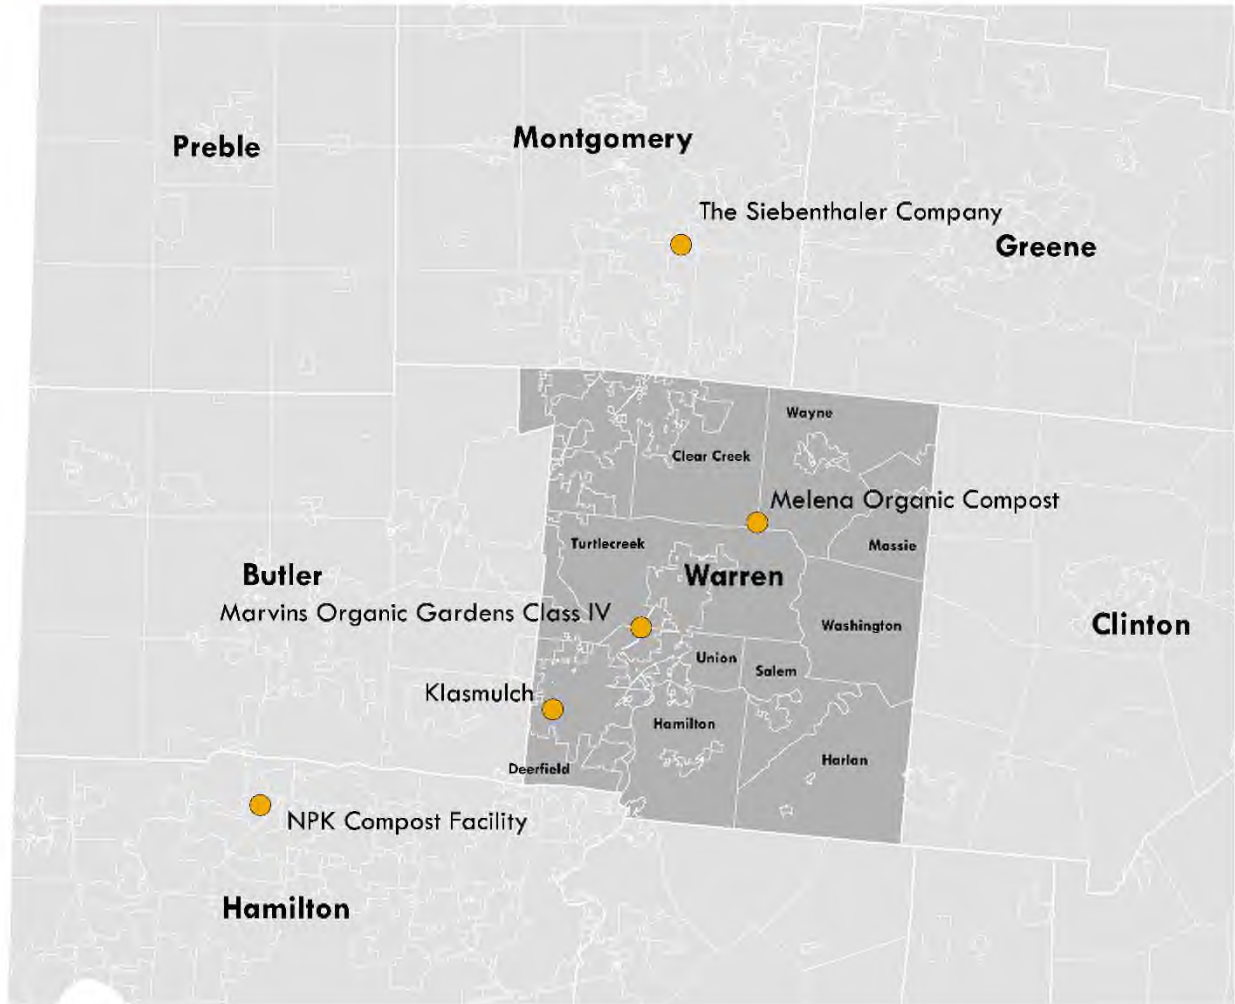 Preble
Montgomery
The Siebenthaler Company
Greene
Wayne
Clear Creek
Melena Organic Compost
Turtlecreek
Massie
Butler
Warren
Marvins Organic Gardens Class IV
Washington
Clinton
Union
Salem
Klasmulch
Hamilton
Harlan
Deerfield
NPK Compost Facility
Hamilton